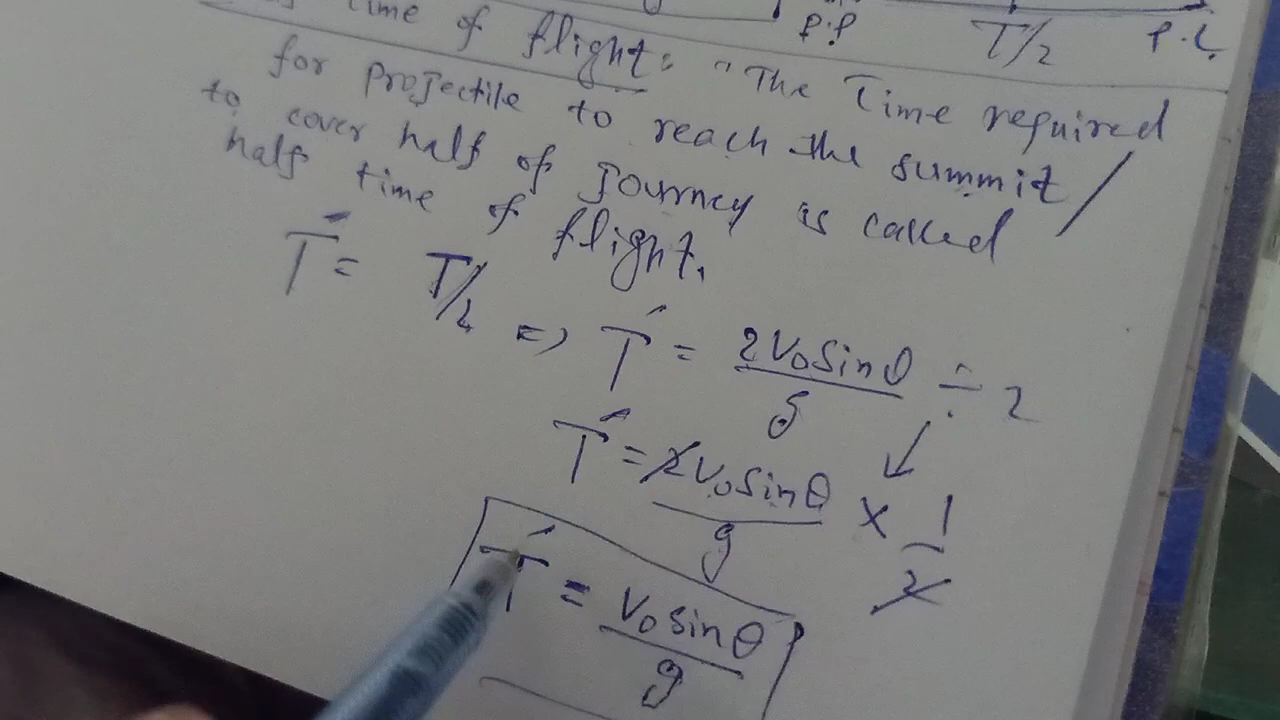 P.P T/2 P.L
Time of flight: "The Time required
for projectile to reach the summit/
to cover half of journey is called
half time of flight.
T' = T/2 => T' = 2V₀sinθ/g ÷ 2
T' = 2V₀sinθ/g × 1/2
T' = V₀sinθ/g